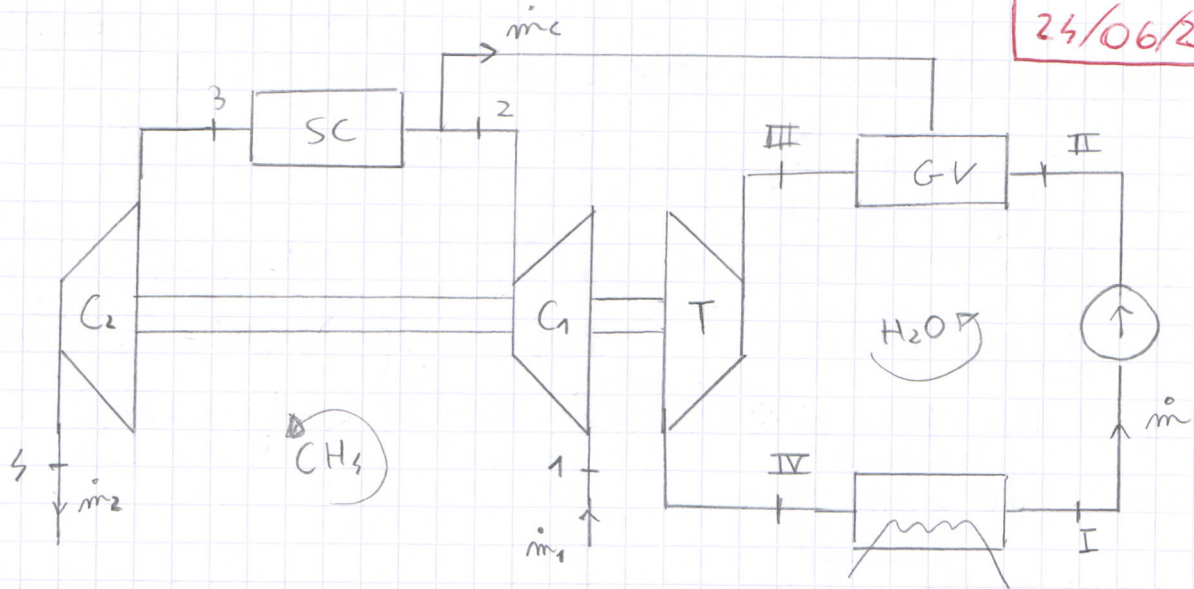 ṁc
24/06/2
3
SC
2
III
GV
II
C2
C1
T
H2O
CH4
ṁ
4
ṁ2
1
ṁ1
IV
I